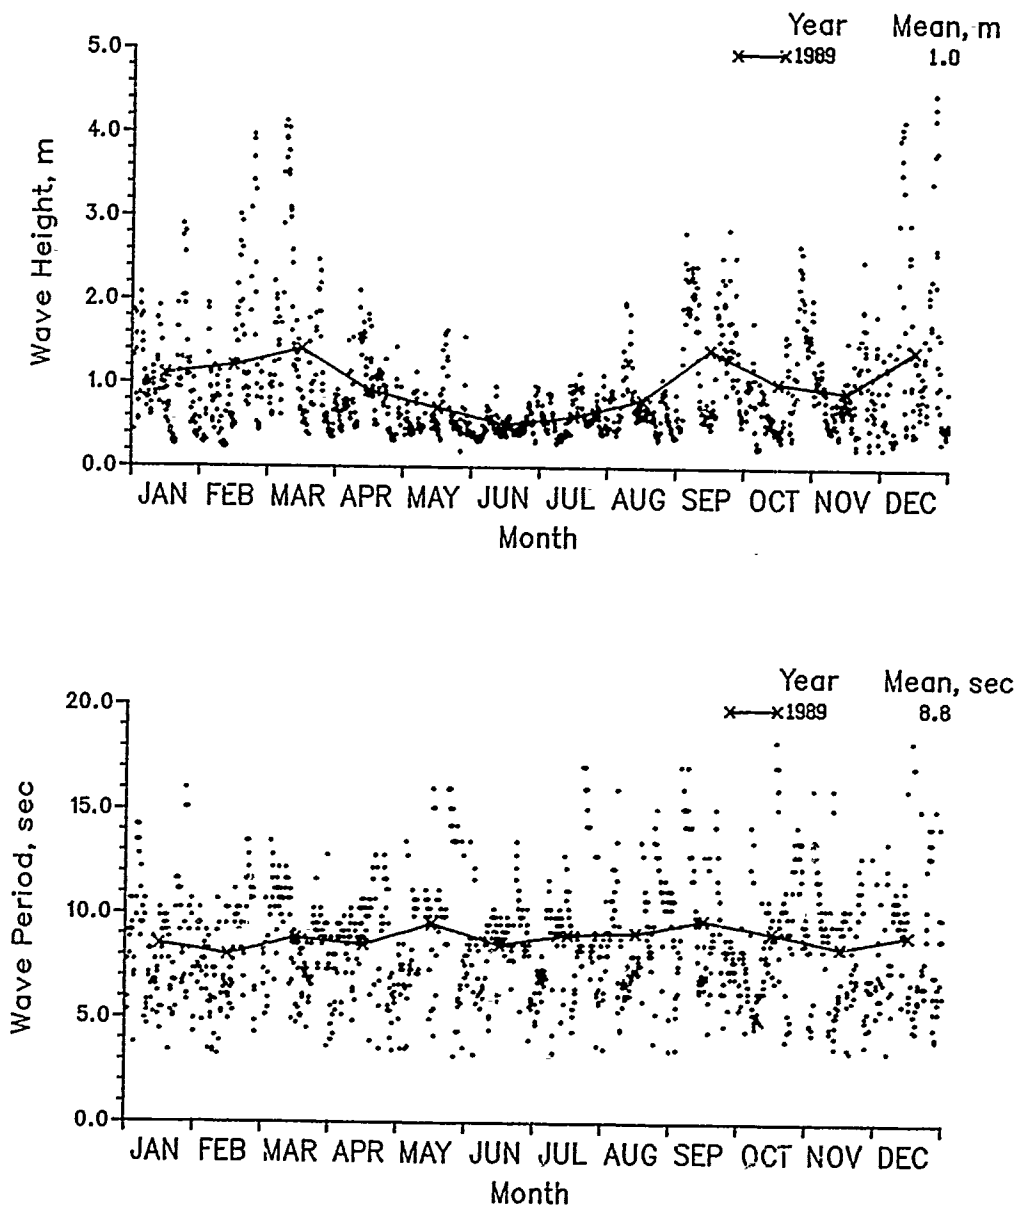 Year Mean, m
1989 1.0
5.0
4.0
3.0
2.0
1.0
0.0
Wave Height, m
JAN FEB MAR APR MAY JUN JUL AUG SEP OCT NOV DEC
Month
Year Mean, sec
1989 8.8
20.0
15.0
10.0
5.0
0.0
Wave Period, sec
JAN FEB MAR APR MAY JUN JUL AUG SEP OCT NOV DEC
Month